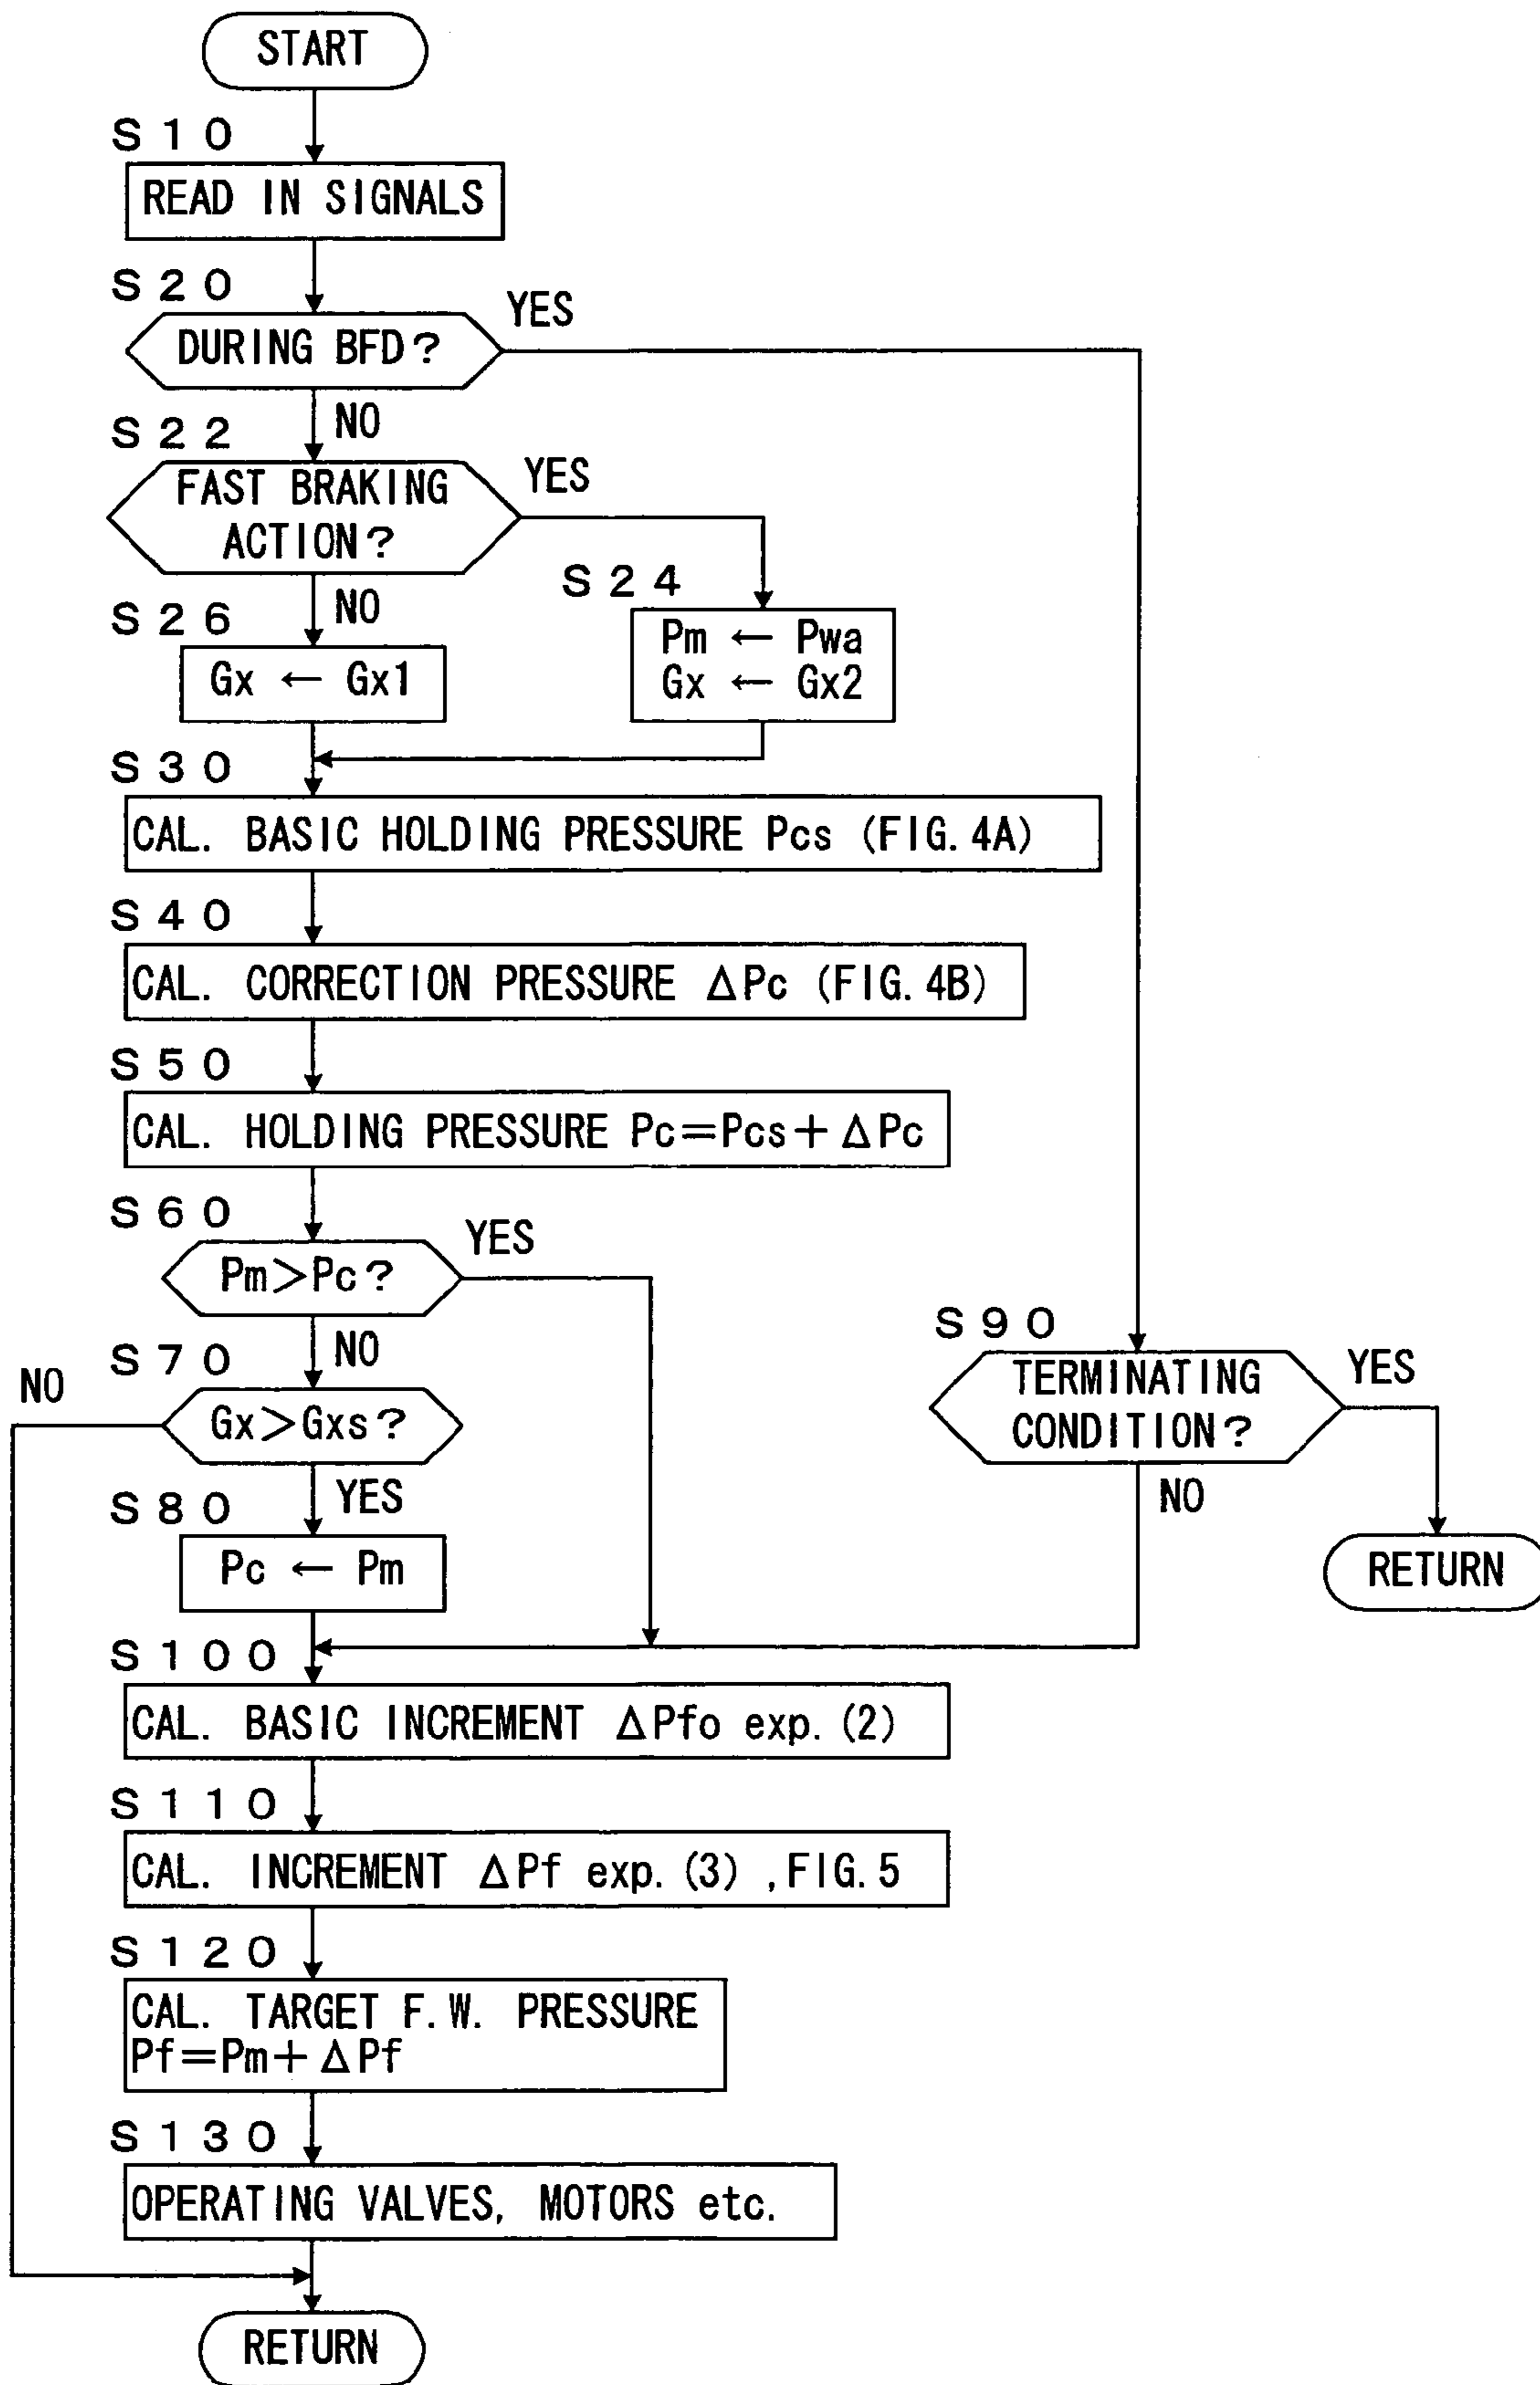 START
S10
READ IN SIGNALS
S20
YES
DURING BFD?
NO
S22
FAST BRAKING
ACTION?
YES
S24
NO
S26
Pm ← Pwa
Gx ← Gx2
Gx ← Gx1
S30
CAL. BASIC HOLDING PRESSURE Pcs (FIG. 4A)
S40
CAL. CORRECTION PRESSURE ΔPc (FIG. 4B)
S50
CAL. HOLDING PRESSURE Pc=Pcs+ΔPc
S60
YES
Pm>Pc?
NO
S70
NO
Gx>Gxs?
YES
S80
Pc ← Pm
S90
TERMINATING
CONDITION?
YES
NO
RETURN
S100
CAL. BASIC INCREMENT ΔPfo exp. (2)
S110
CAL. INCREMENT ΔPf exp. (3) ,FIG. 5
S120
CAL. TARGET F. W. PRESSURE
Pf=Pm+ΔPf
S130
OPERATING VALVES, MOTORS etc.
RETURN